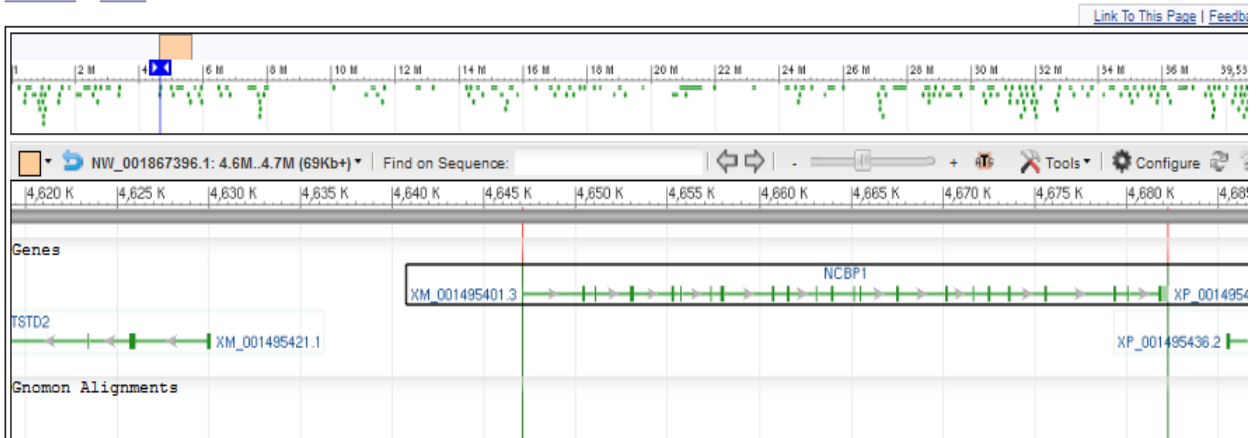 Link To This Page | Feedba
2 M 4 6 M 8 M 10 M 12 M 14 M 16 M 18 M 20 M 22 M 24 M 26 M 28 M 30 M 32 M 34 M 36 M 39,53
NW_001867396.1: 4.6M..4.7M (69Kb+) Find on Sequence: - + Tools Configure
4,620 K 4,625 K 4,630 K 4,635 K 4,640 K 4,645 K 4,650 K 4,655 K 4,660 K 4,665 K 4,670 K 4,675 K 4,680 K 4,685
Genes
NCBP1
XM_001495401.3 XP_0014954
TSTD2
XM_001495421.1 XP_001495436.2
Gnomon Alignments